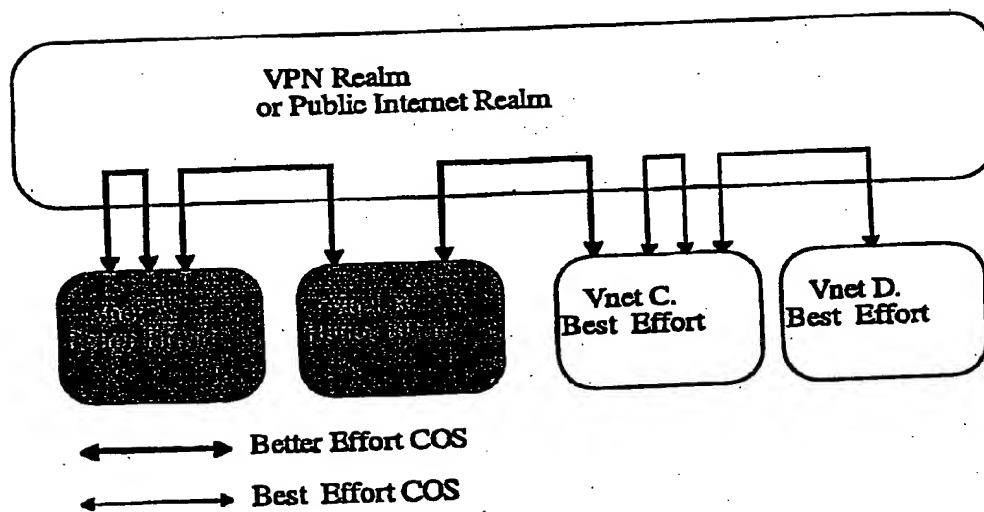 VPN Realm
or Public Internet Realm
Vnet C.
Best Effort
Vnet D.
Best Effort
Better Effort COS
Best Effort COS